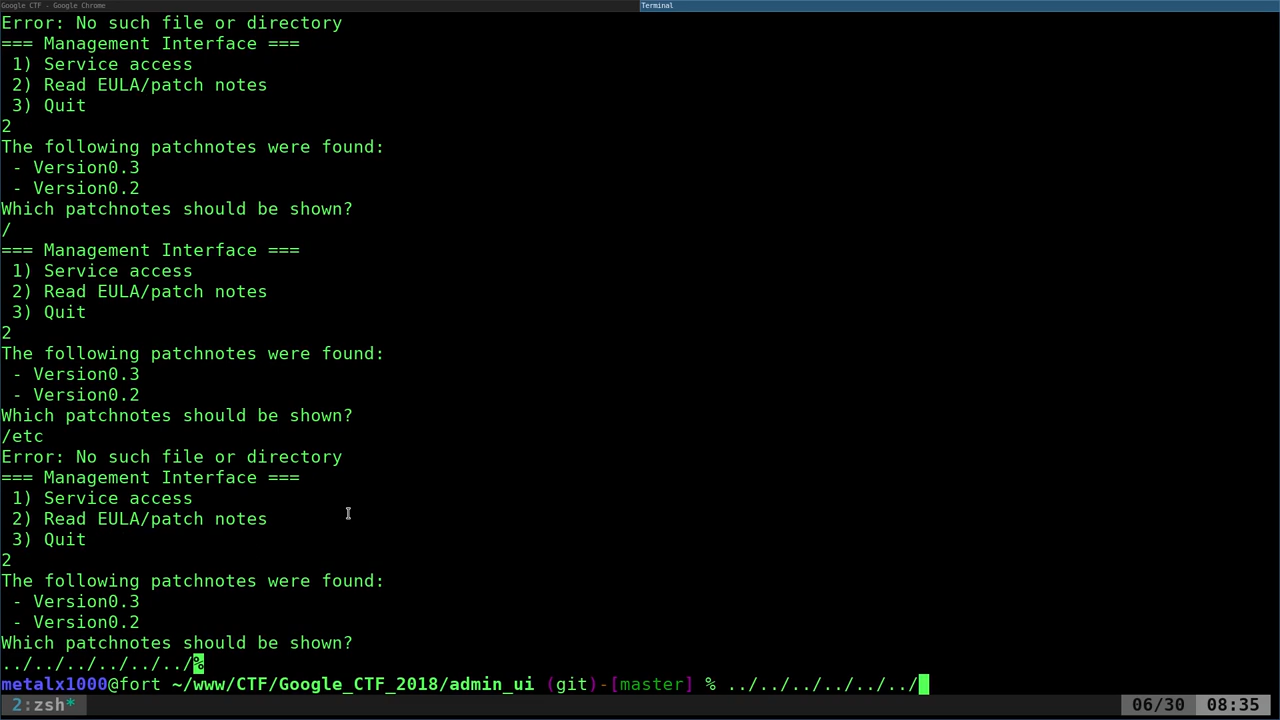 Google CTF - Google Chrome
Terminal
Error: No such file or directory
=== Management Interface ===
 1) Service access
 2) Read EULA/patch notes
 3) Quit
2
The following patchnotes were found:
 - Version0.3
 - Version0.2
Which patchnotes should be shown?
/
=== Management Interface ===
 1) Service access
 2) Read EULA/patch notes
 3) Quit
2
The following patchnotes were found:
 - Version0.3
 - Version0.2
Which patchnotes should be shown?
/etc
Error: No such file or directory
=== Management Interface ===
 1) Service access
 2) Read EULA/patch notes
 3) Quit
2
The following patchnotes were found:
 - Version0.3
 - Version0.2
Which patchnotes should be shown?
../../../../../../%
metalx1000@fort ~/www/CTF/Google_CTF_2018/admin_ui (git)-[master] % ../../../../../../
2:zsh* 06/30 08:35